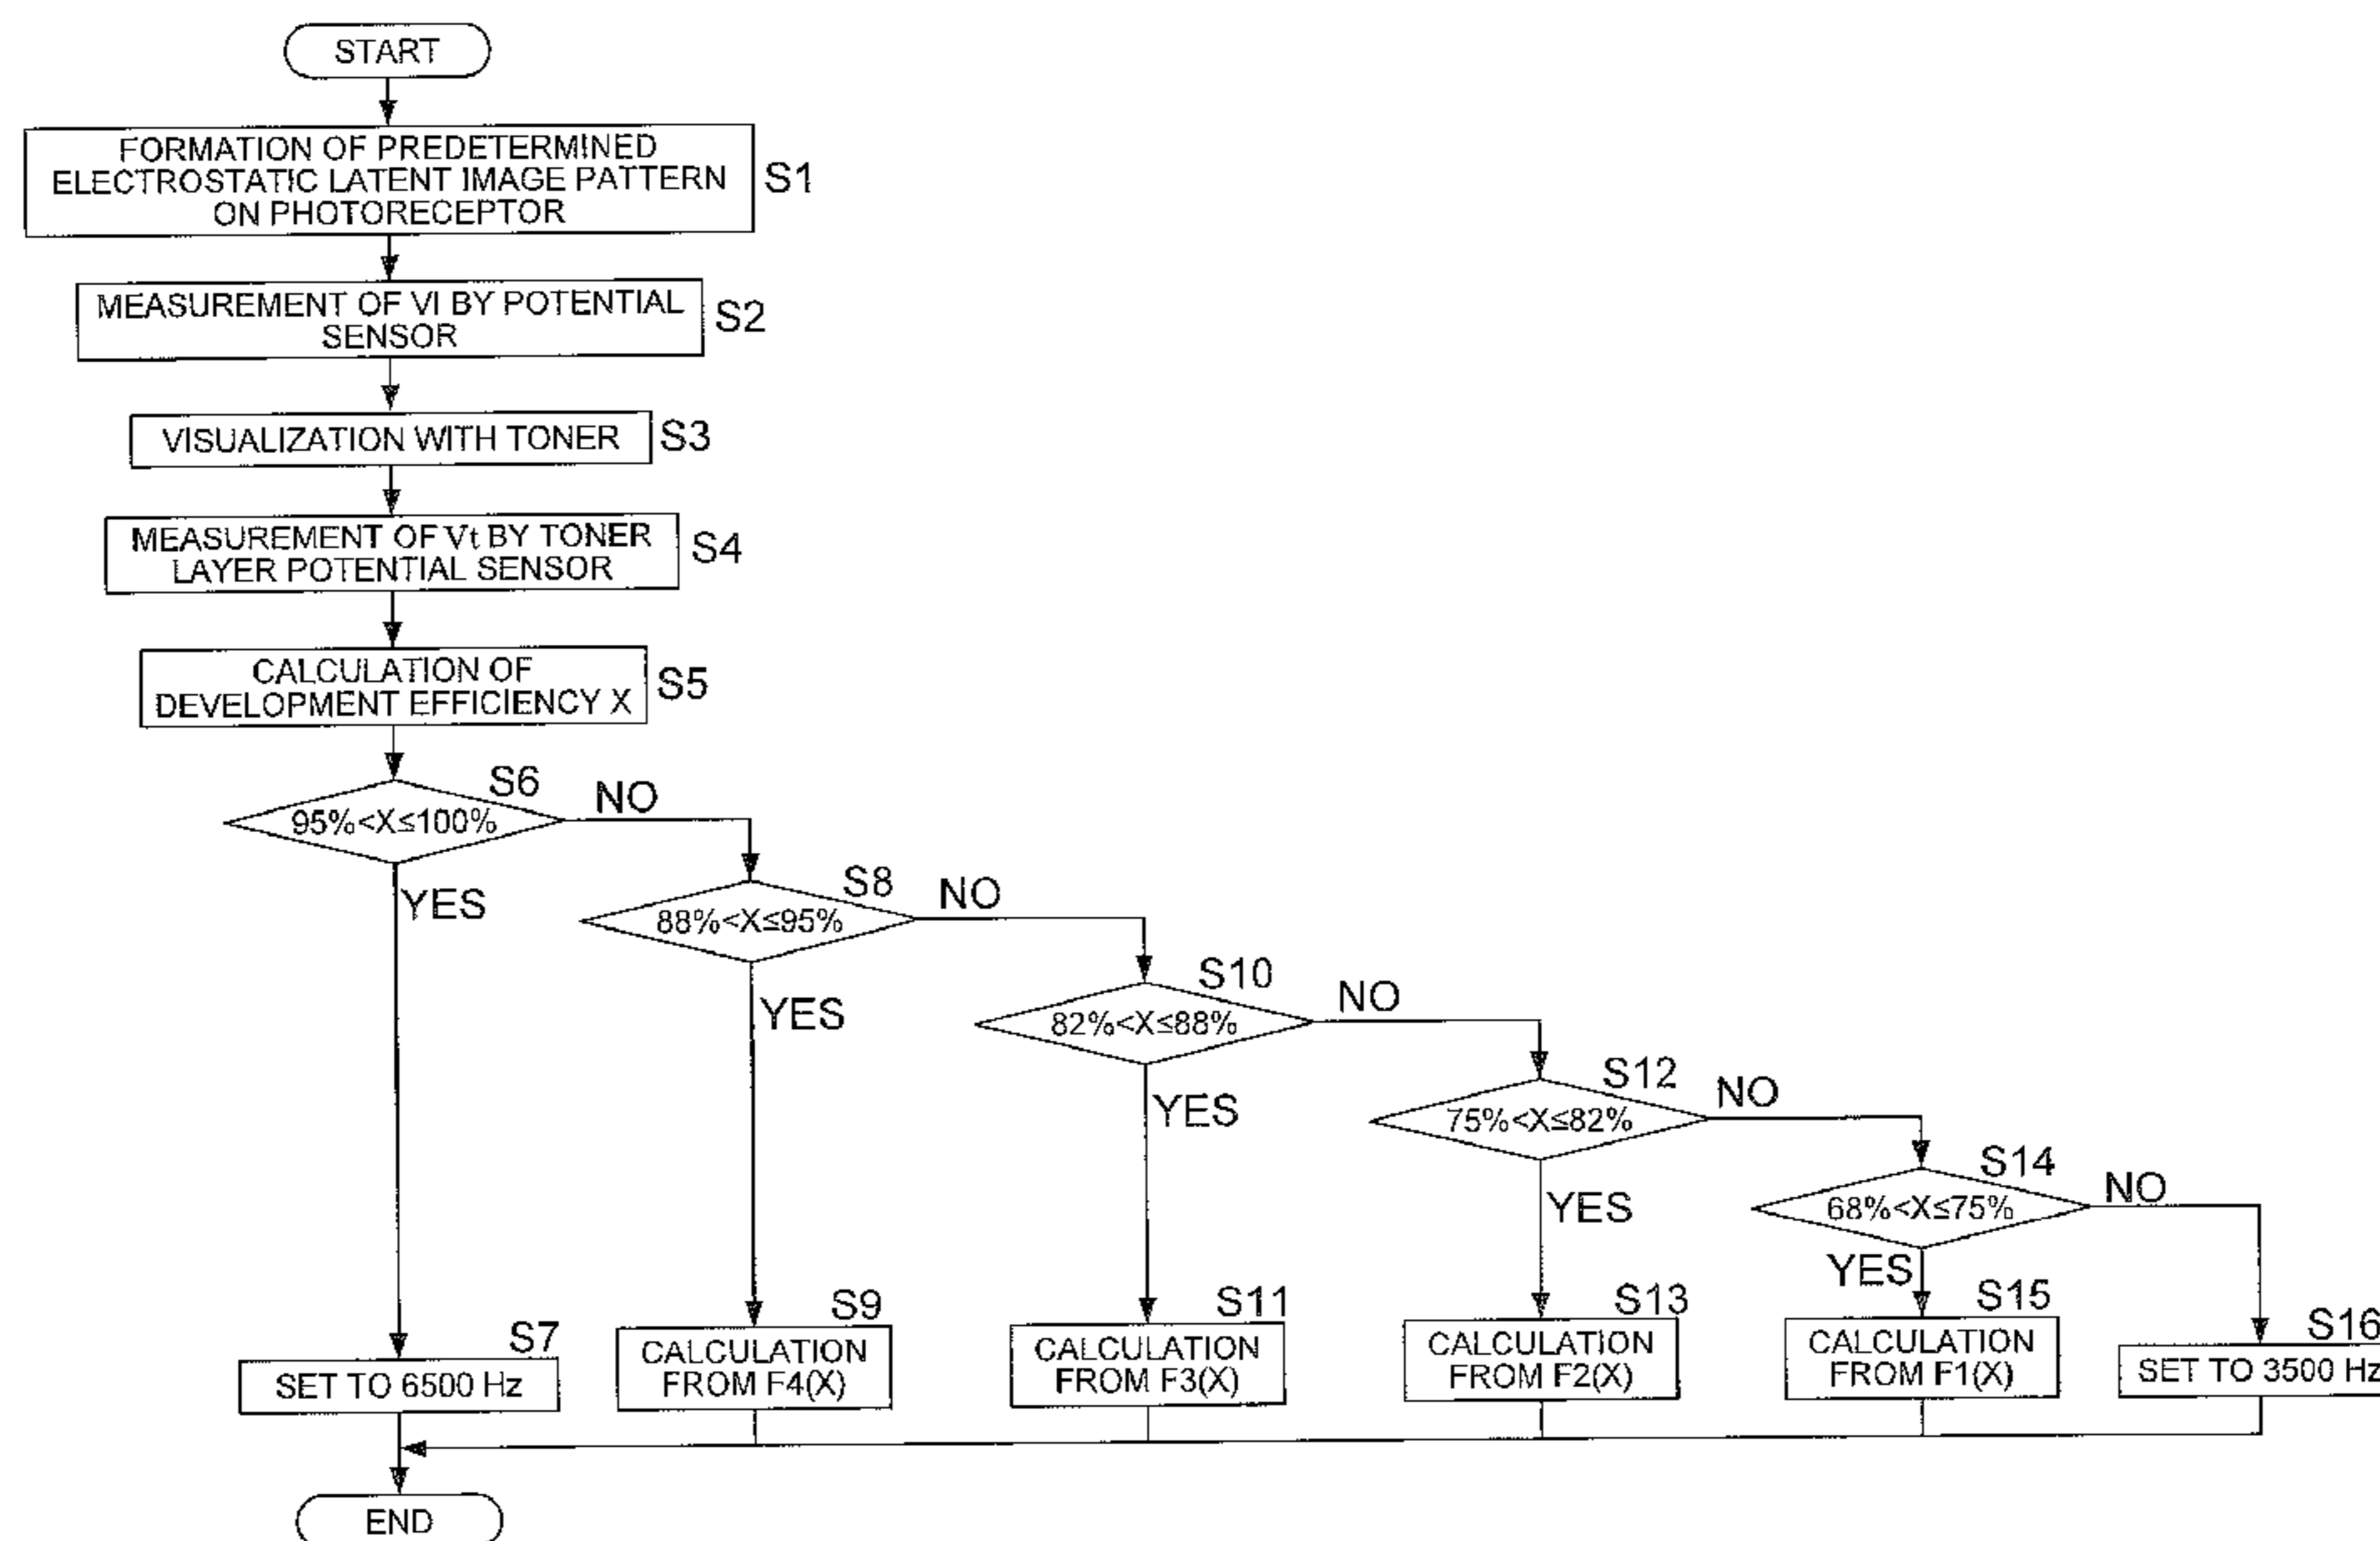 START
FORMATION OF PREDETERMINED
ELECTROSTATIC LATENT IMAGE PATTERN
ON PHOTORECEPTOR
S1
MEASUREMENT OF VI BY POTENTIAL
SENSOR
S2
VISUALIZATION WITH TONER
S3
MEASUREMENT OF Vt BY TONER
LAYER POTENTIAL SENSOR
S4
CALCULATION OF
DEVELOPMENT EFFICIENCY X
S5
S6
95%<X≤100%
NO
YES
S8
88%<X≤95%
NO
YES
S10
82%<X≤88%
NO
YES
S12
75%<X≤82%
NO
YES
S14
68%<X≤75%
NO
YES
S7
SET TO 6500 Hz
S9
CALCULATION
FROM F4(X)
S11
CALCULATION
FROM F3(X)
S13
CALCULATION
FROM F2(X)
S15
CALCULATION
FROM F1(X)
S16
SET TO 3500 Hz
END